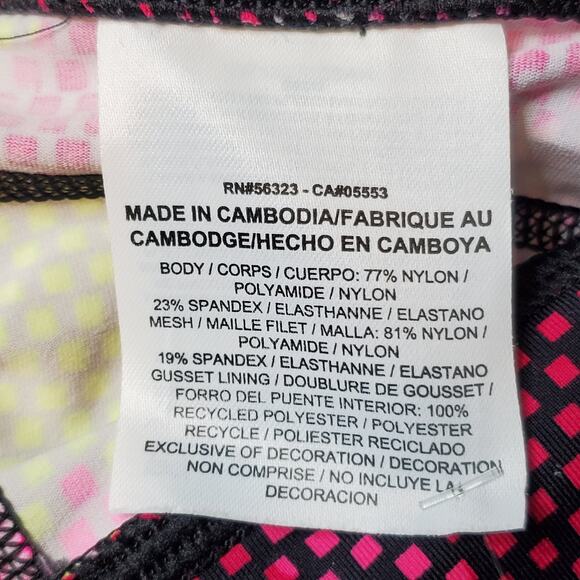 RN#56323 - CA#05553
MADE IN CAMBODIA/FABRIQUE AU
CAMBODGE/HECHO EN CAMBOYA
BODY / CORPS / CUERPO: 77% NYLON /
POLYAMIDE / NYLON
23% SPANDEX / ELASTHANNE / ELASTANO
MESH / MAILLE FILET / MALLA: 81% NYLON /
POLYAMIDE / NYLON
19% SPANDEX / ELASTHANNE / ELASTANO
GUSSET LINING / DOUBLURE DE GOUSSET /
FORRO DEL PUENTE INTERIOR: 100%
RECYCLED POLYESTER / POLYESTER
RECYCLE / POLIESTER RECICLADO
EXCLUSIVE OF DECORATION / DECORATION
NON COMPRISE / NO INCLUYE LA
DECORACION